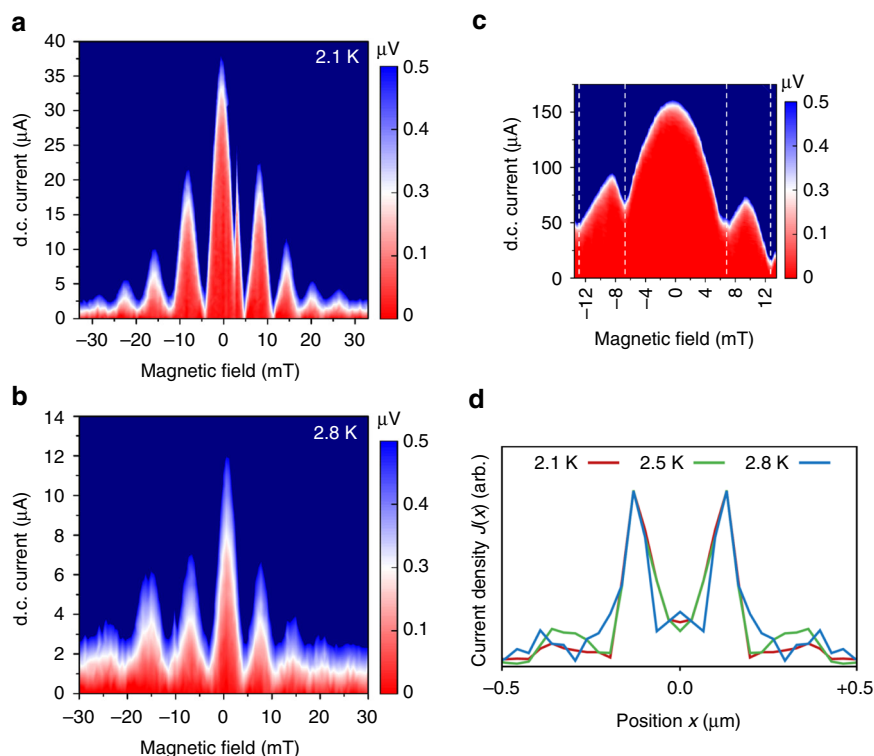 a
μV
2.1 K
40
35
30
25
20
15
10
5
0
d.c. current (μA)
0.5
0.4
0.3
0.1
0
–30 –20 –10 0 10 20 30
Magnetic field (mT)
c
μV
150
100
50
0
d.c. current (μA)
0.5
0.4
0.3
0.1
0
–12 –8 –4 0 4 8 12
Magnetic field (mT)
b
μV
2.8 K
14
12
10
8
6
4
2
0
d.c. current (μA)
0.5
0.4
0.3
0.1
0
–30 –20 –10 0 10 20 30
Magnetic field (mT)
d
2.1 K 2.5 K 2.8 K
Current density J(x) (arb.)
–0.5 0.0 +0.5
Position x (μm)